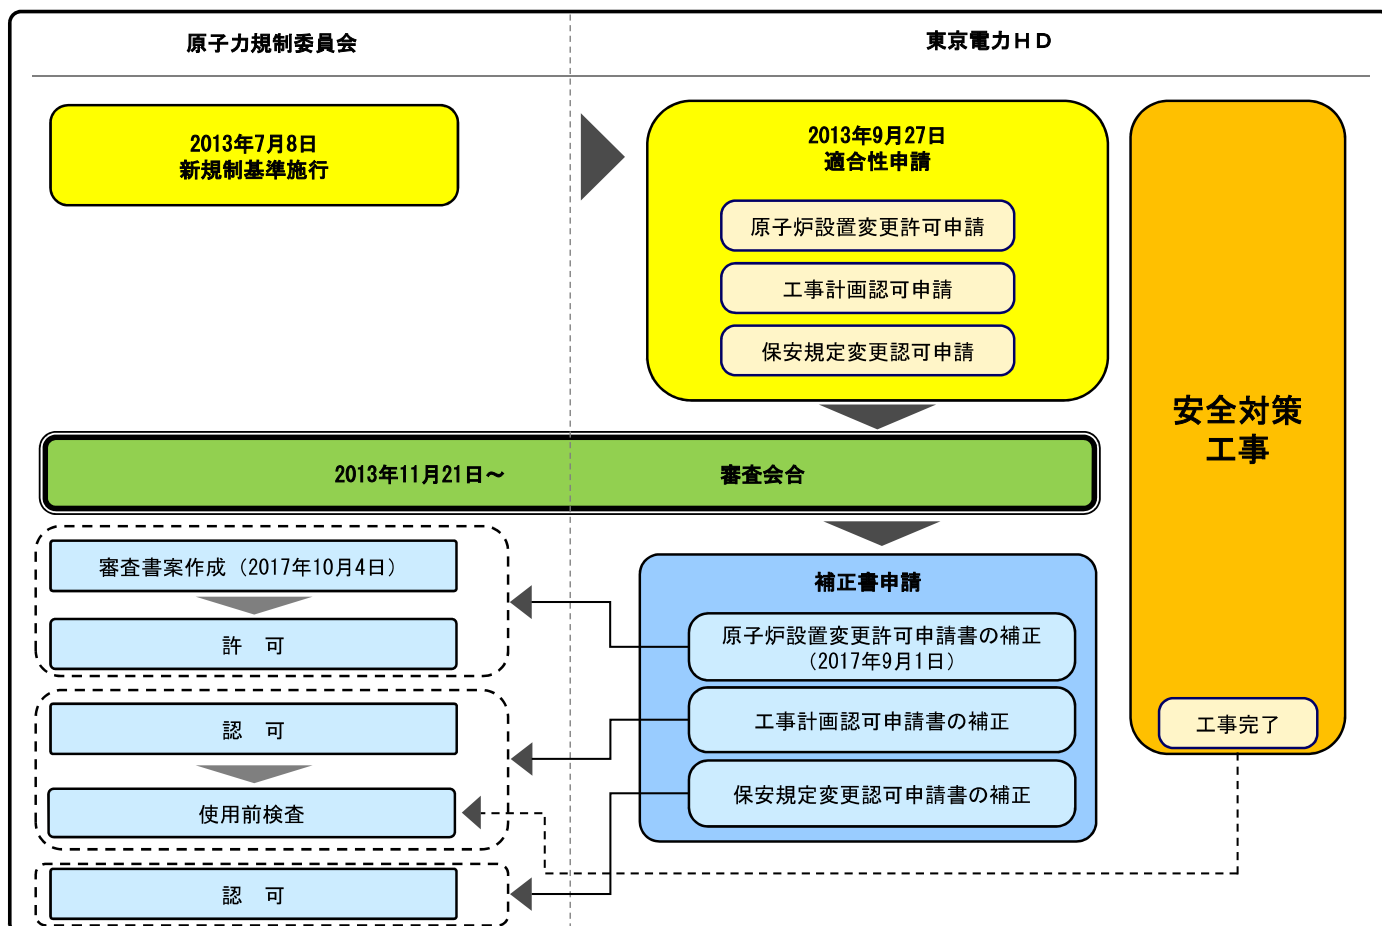 原子力規制委員会
東京電力ＨＤ
2013年7月8日
新規制基準施行
2013年9月27日
適合性申請
原子炉設置変更許可申請
工事計画認可申請
保安規定変更認可申請
安全対策
工事
工事完了
2013年11月21日～ 審査会合
審査書案作成（2017年10月4日）
許　可
認　可
使用前検査
認　可
補正書申請
原子炉設置変更許可申請書の補正
（2017年9月1日）
工事計画認可申請書の補正
保安規定変更認可申請書の補正